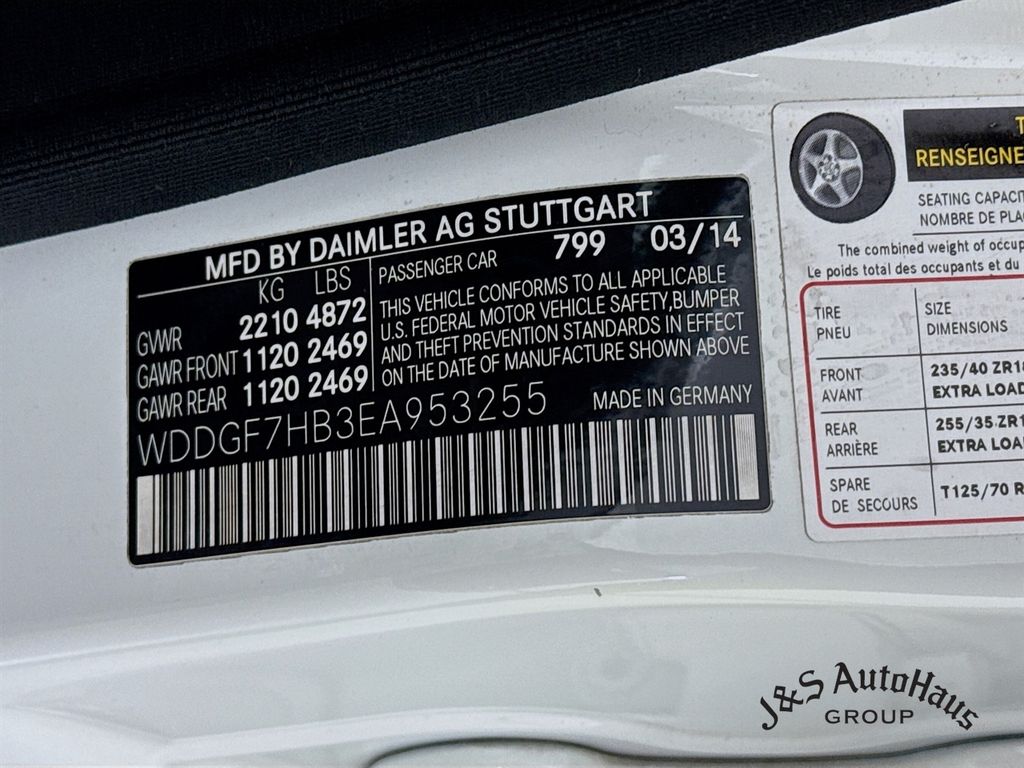 MFD BY DAIMLER AG STUTTGART
KG LBS
GVWR 2210 4872
GAWR FRONT 1120 2469
GAWR REAR 1120 2469
PASSENGER CAR 799 03/14
THIS VEHICLE CONFORMS TO ALL APPLICABLE
U.S. FEDERAL MOTOR VEHICLE SAFETY,BUMPER
AND THEFT PREVENTION STANDARDS IN EFFECT
ON THE DATE OF MANUFACTURE SHOWN ABOVE
WDDGF7HB3EA953255 MADE IN GERMANY
RENSEIGNE
SEATING CAPACIT
NOMBRE DE PLA
The combined weight of occup
Le poids total des occupants et du
TIRE SIZE
PNEU DIMENSIONS
FRONT 235/40 ZR18
AVANT EXTRA LOAD
REAR 255/35 ZR1
ARRIÈRE EXTRA LOA
SPARE
DE SECOURS T125/70 R
J&S AutoHaus
GROUP